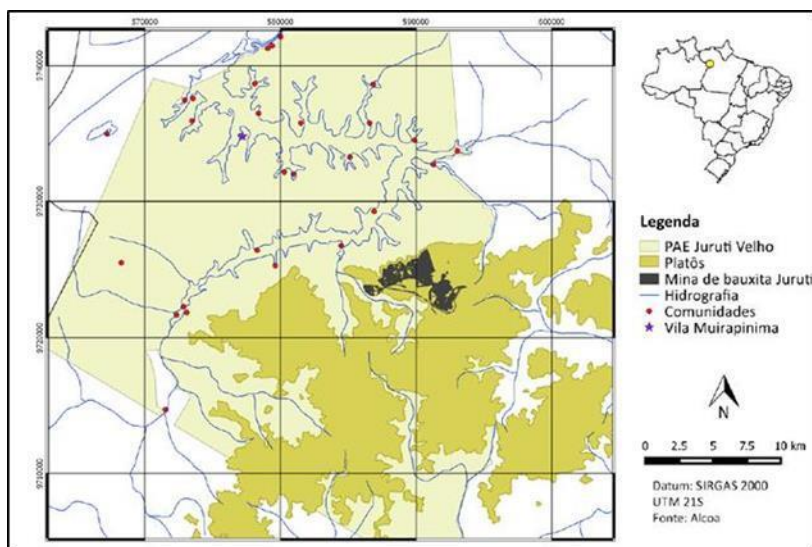 570000 580000 590000 600000
9740000
9730000
9720000
9710000
Legenda
PAE Juruti Velho
Platôs
Mina de bauxita Juruti
Hidrografia
Comunidades
Vila Muirapinima
N
0 2.5 5 7.5 10 km
Datum: SIRGAS 2000
UTM 21S
Fonte: Alcoa